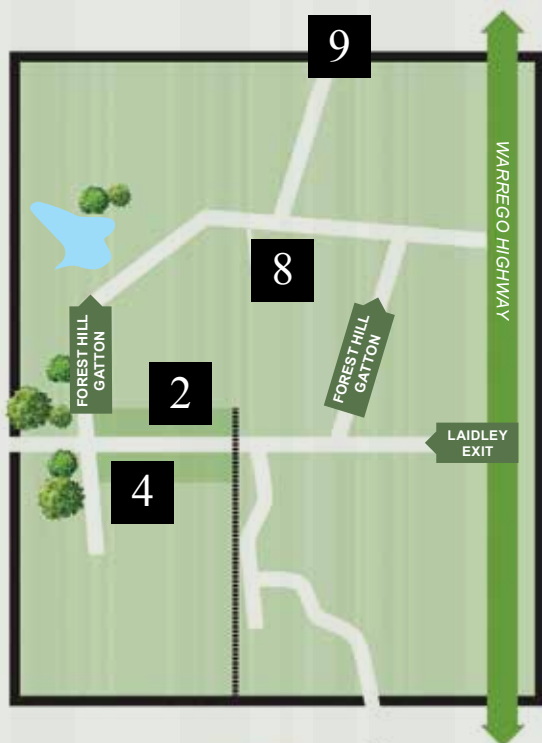 9
WARREGO HIGHWAY
8
FOREST HILL
GATTON
FOREST HILL
GATTON
2
LAIDLEY
EXIT
4